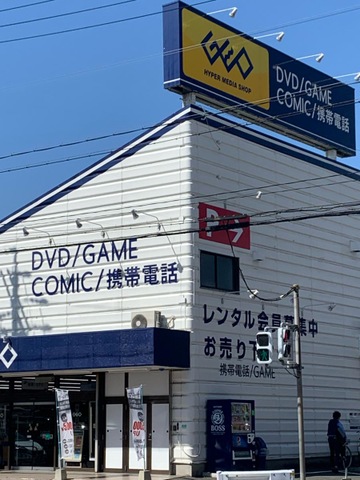 HYPER MEDIA SHOP
DVD/GAME
COMIC/携帯電話
DVD/GAME
COMIC/携帯電話
レンタル会員募集中
お売り下
携帯電話/GAME
BOSS